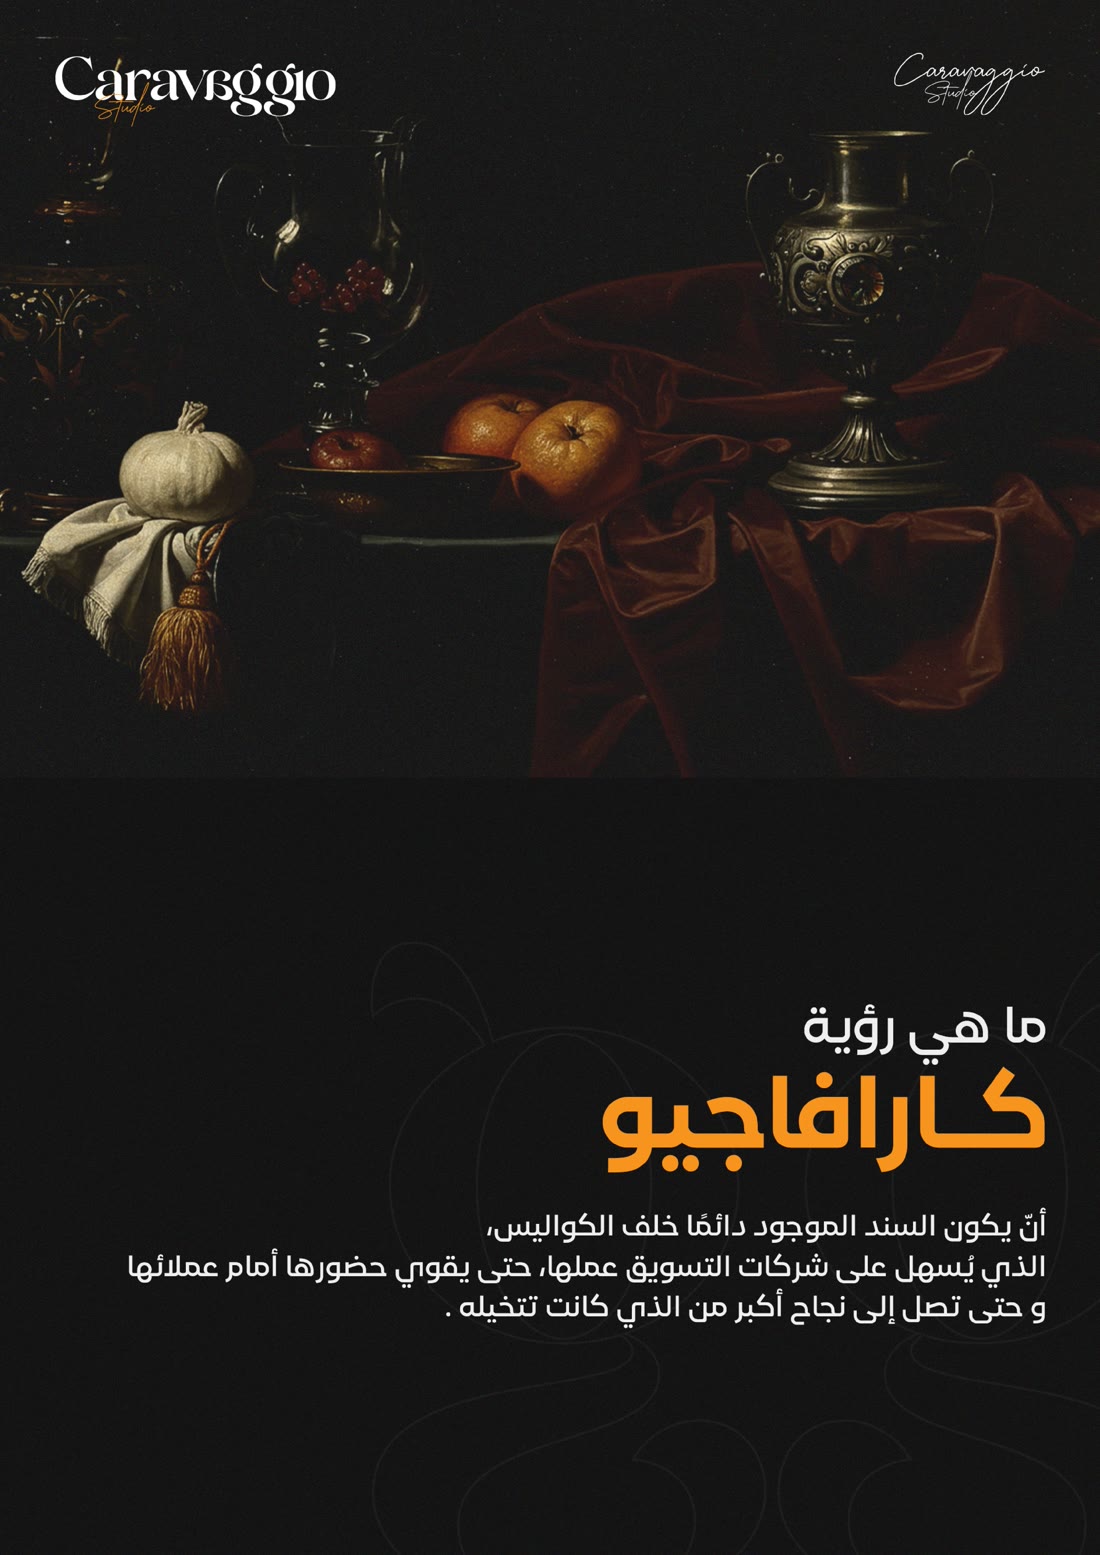 Caravaggio
Studio
Caravaggio
Studio
ما هي رؤية
كـارافاجيو
أنّ يكون السند الموجود دائمًا خلف الكواليس،
الذي يُسهل على شركات التسويق عملها، حتى يقوي حضورها أمام عملائها
و حتى تصل إلى نجاح أكبر من الذي كانت تتخيله .